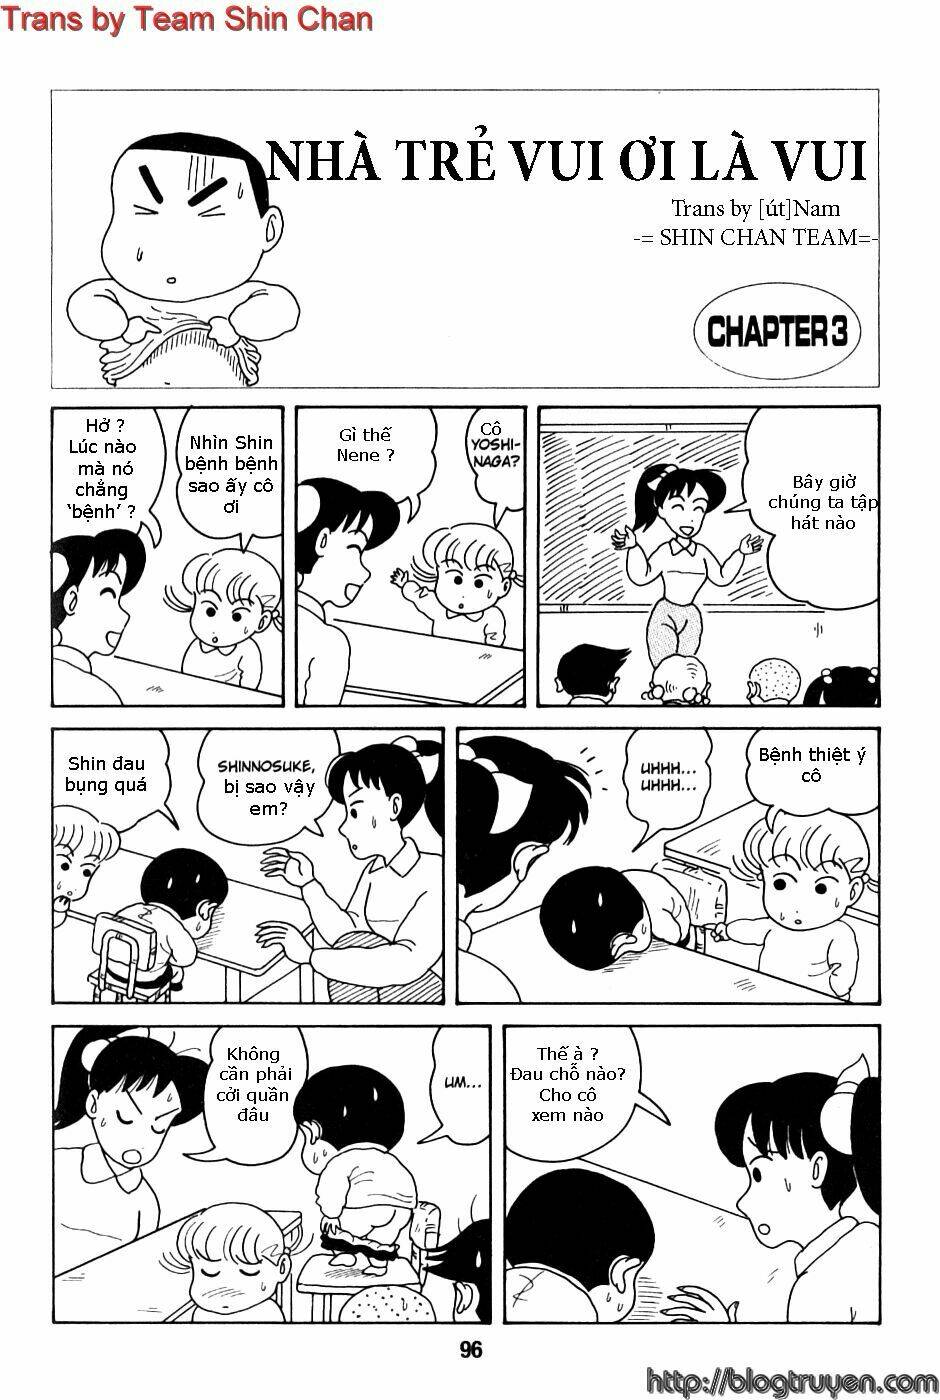 Trans by Team Shin Chan
NHÀ TRẺ VUI ƠI LÀ VUI
Trans by [út]Nam
-= SHIN CHAN TEAM=-
CHAPTER 3
Bây giờ
chúng ta tập
hát nào
Cô
YOSHI-
NAGA?
Gì thế
Nene ?
Nhìn Shin
bệnh bệnh
sao ấy cô
ơi
Hở ?
Lúc nào
mà nó
chẳng
‘bệnh’ ?
Bệnh thiệt ý
cô
UHHH...
UHHH...
SHINNOSUKE,
bị sao vậy
em?
Shin đau
bụng quá
Thế à ?
Đau chỗ nào?
Cho cô
xem nào
UM...
Không
cần phải
cởi quần
đâu
96
http://blogtruyen.com